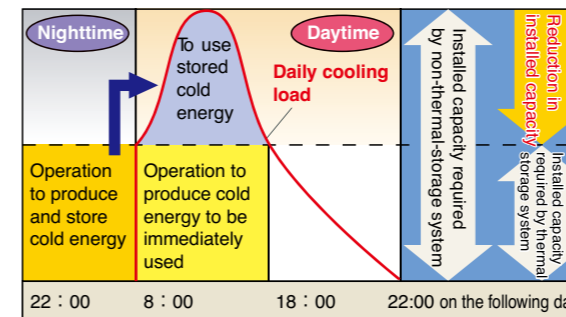 Nighttime
To use
stored
cold
energy
Daytime
Daily cooling
load
Operation
to produce
and store
cold energy
Operation to
produce cold
energy to be
immediately
used
Installed capacity required
by non-thermal-storage system
Reduction in
installed capacity
Installed capacity
required by thermal
storage system
22：00
8：00
18：00
22:00 on the following da